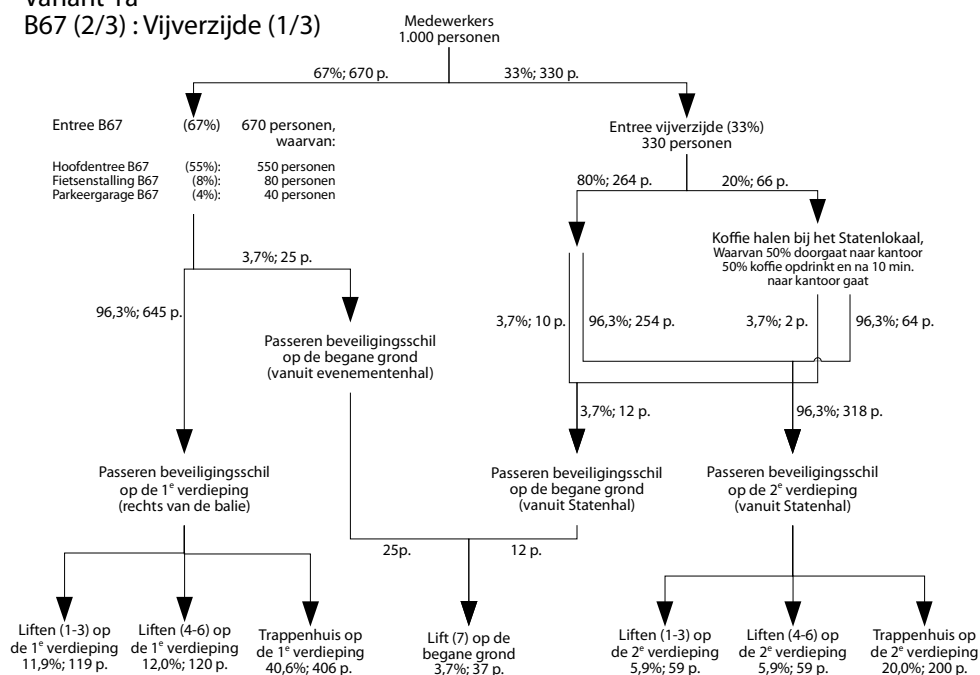 Variant 1a
B67 (2/3) : Vijverzijde (1/3)
Medewerkers
1.000 personen
67%; 670 p.
33%; 330 p.
Entree B67 (67%) 670 personen,
waarvan:
Hoofdentree B67 (55%): 550 personen
Fietsenstalling B67 (8%): 80 personen
Parkeergarage B67 (4%): 40 personen
Entree vijverzijde (33%)
330 personen
80%; 264 p.
20%; 66 p.
Koffie halen bij het Statenlokaal,
Waarvan 50% doorgaat naar kantoor
50% koffie opdrinkt en na 10 min.
naar kantoor gaat
3,7%; 25 p.
96,3%; 645 p.
3,7%; 10 p.
96,3%; 254 p.
3,7%; 2 p.
96,3%; 64 p.
Passeren beveiligingsschil
op de begane grond
(vanuit evenementenhal)
3,7%; 12 p.
96,3%; 318 p.
Passeren beveiligingsschil
op de 1e verdieping
(rechts van de balie)
Passeren beveiligingsschil
op de begane grond
(vanuit Statenhal)
Passeren beveiligingsschil
op de 2e verdieping
(vanuit Statenhal)
25p.
12 p.
Liften (1-3) op
de 1e verdieping
11,9%; 119 p.
Liften (4-6) op
de 1e verdieping
12,0%; 120 p.
Trappenhuis op
de 1e verdieping
40,6%; 406 p.
Lift (7) op de
begane grond
3,7%; 37 p.
Liften (1-3) op
de 2e verdieping
5,9%; 59 p.
Liften (4-6) op
de 2e verdieping
5,9%; 59 p.
Trappenhuis op
de 2e verdieping
20,0%; 200 p.